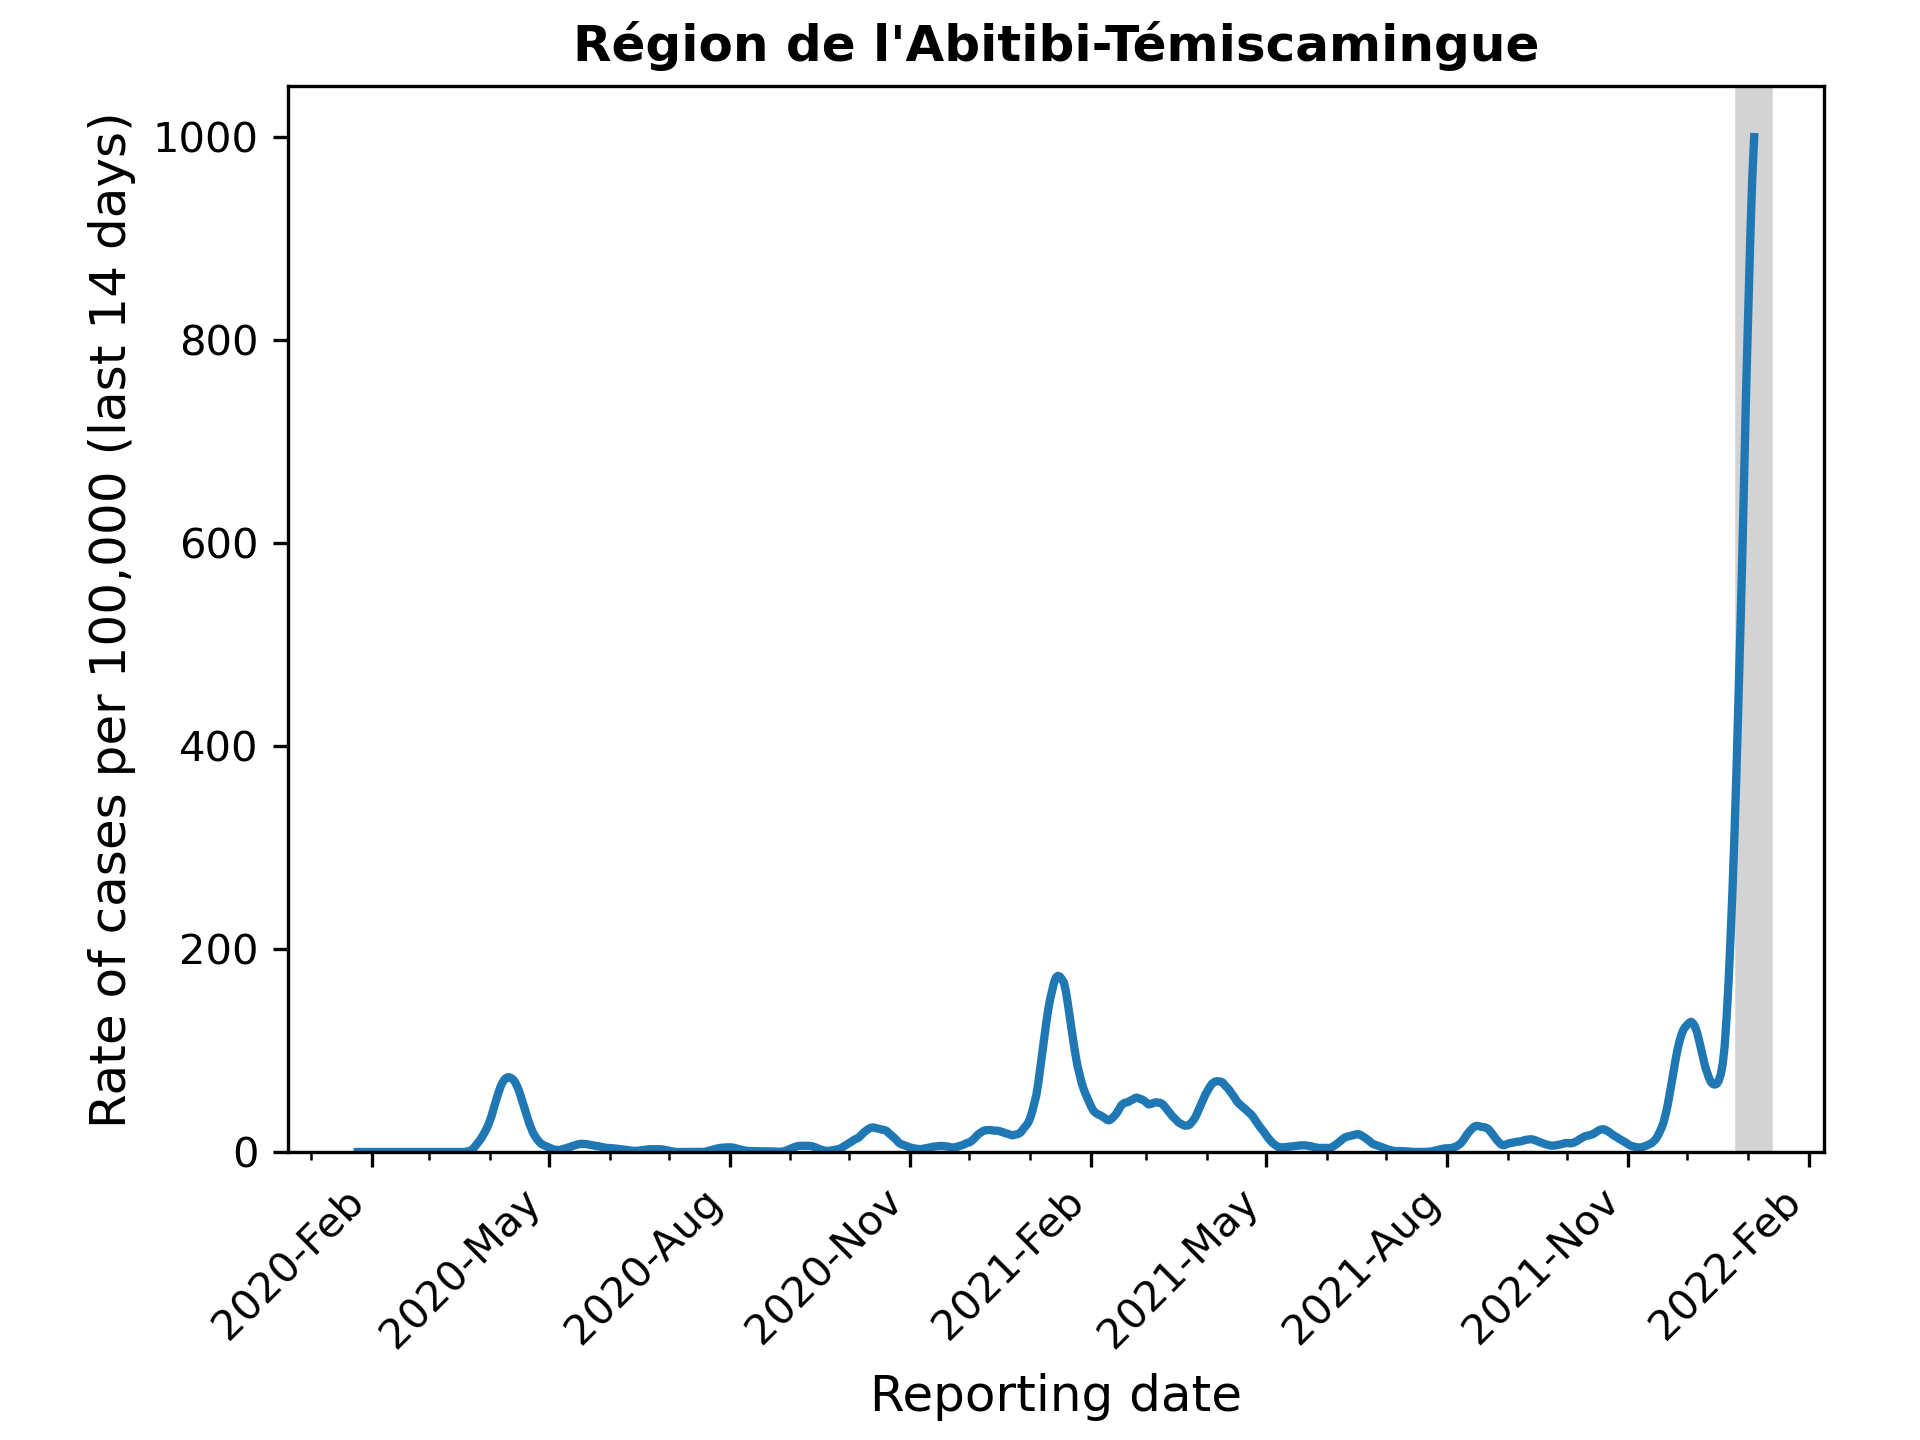 Région de l'Abitibi-Témiscamingue
Rate of cases per 100,000 (last 14 days)
1000
800
600
400
200
0
2020-Feb
2020-May
2020-Aug
2020-Nov
2021-Feb
2021-May
2021-Aug
2021-Nov
2022-Feb
Reporting date